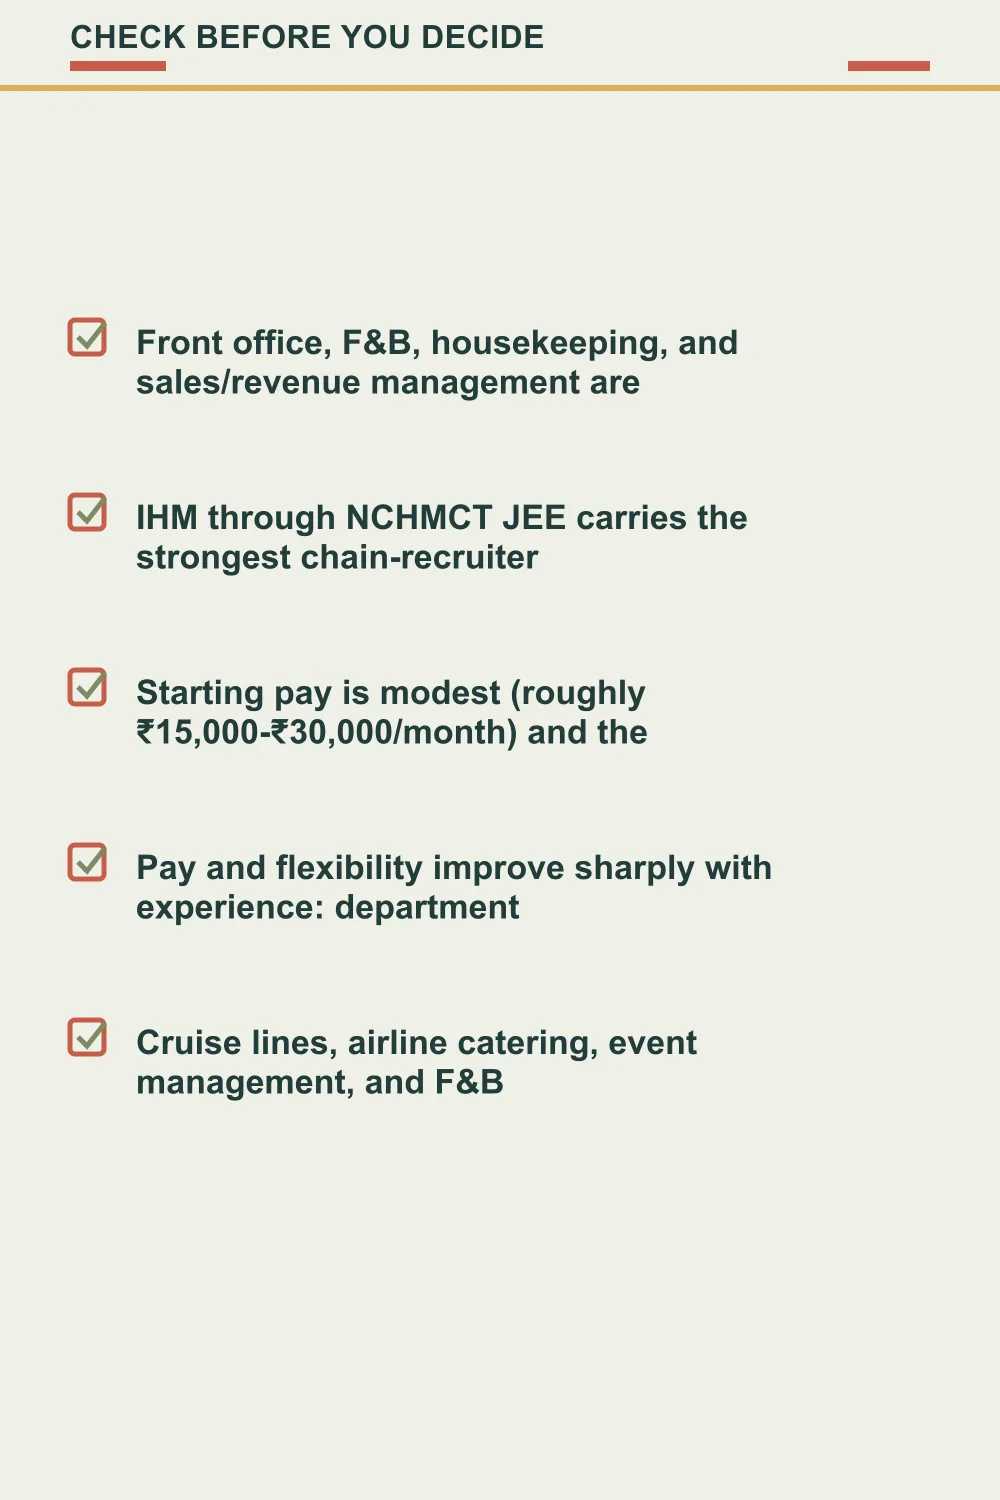 CHECK BEFORE YOU DECIDE
Front office, F&B, housekeeping, and
sales/revenue management are
IHM through NCHMCT JEE carries the
strongest chain-recruiter
Starting pay is modest (roughly
₹15,000-₹30,000/month) and the
Pay and flexibility improve sharply with
experience: department
Cruise lines, airline catering, event
management, and F&B